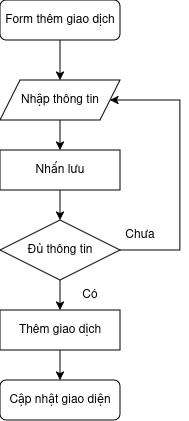 Form thêm giao dịch
Nhập thông tin
Nhấn lưu
Đủ thông tin
Chưa
Có
Thêm giao dịch
Cập nhật giao diện